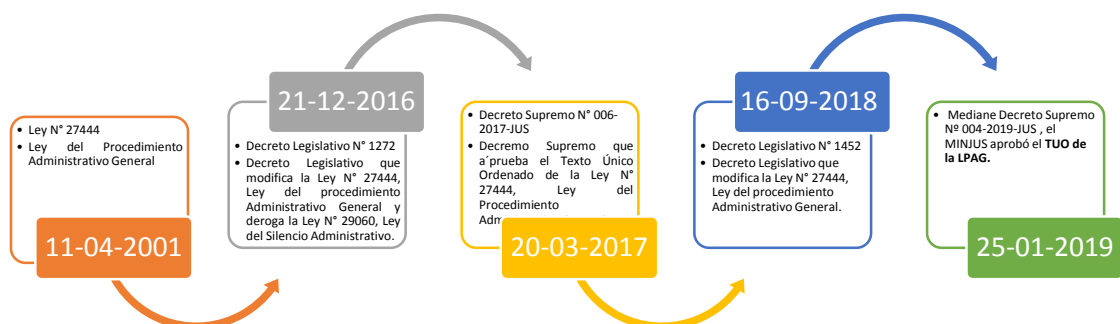 • Ley N° 27444
• Ley del Procedimiento
Administrativo General
11-04-2001
21-12-2016
• Decreto Legislativo N° 1272
• Decreto Legislativo que
modifica la Ley N° 27444,
Ley del procedimiento
Administrativo General y
deroga la Ley N° 29060, Ley
del Silencio Administrativo.
• Decreto Supremo N° 006-
2017-JUS
• Decremo Supremo que
a´prueba el Texto Único
Ordenado de la Ley N°
27444, Ley del
Procedimiento
20-03-2017
16-09-2018
• Decreto Legislativo N° 1452
• Decreto Legislativo que
modifica la Ley N° 27444,
Ley del procedimiento
Administrativo General.
• Mediane Decreto Supremo
Nº 004-2019-JUS , el
MINJUS aprobó el TUO de
la LPAG.
25-01-2019